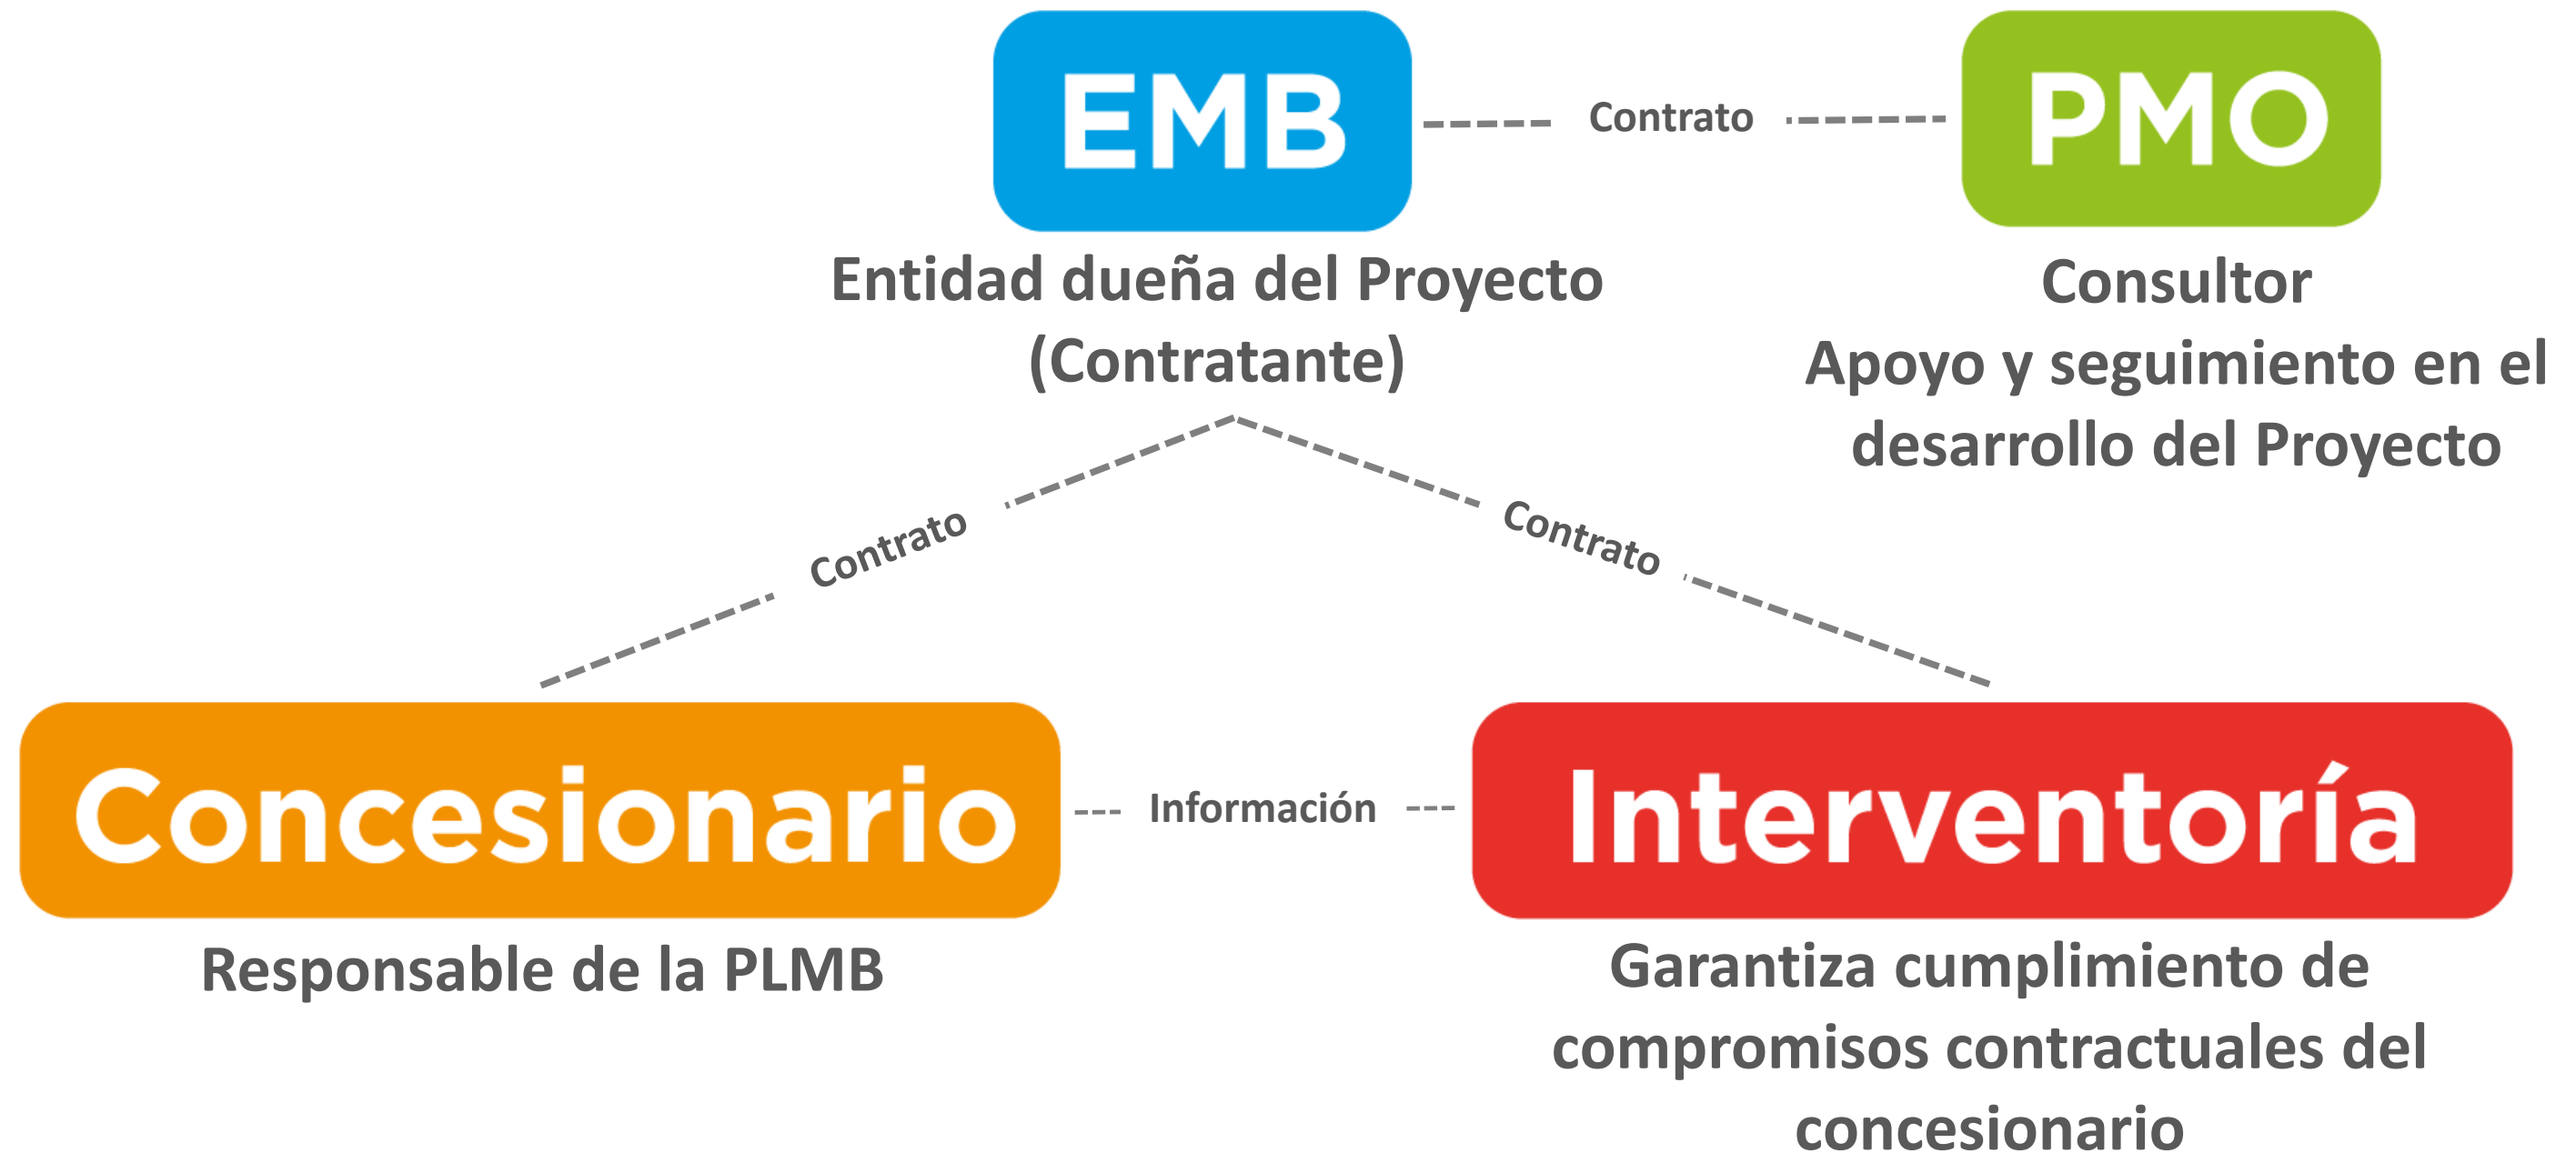 EMB
Contrato
PMO
Entidad dueña del Proyecto
(Contratante)
Consultor
Apoyo y seguimiento en el
desarrollo del Proyecto
Contrato
Contrato
Concesionario
Información
Interventoría
Responsable de la PLMB
Garantiza cumplimiento de
compromisos contractuales del
concesionario